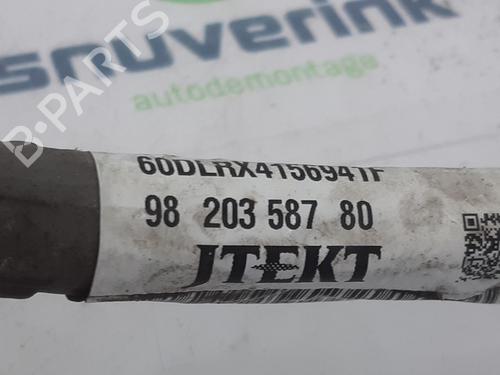 snuverink
autodemontage
B-PARTS
60DLRX4156941F
98 203 587 80
JTEKT